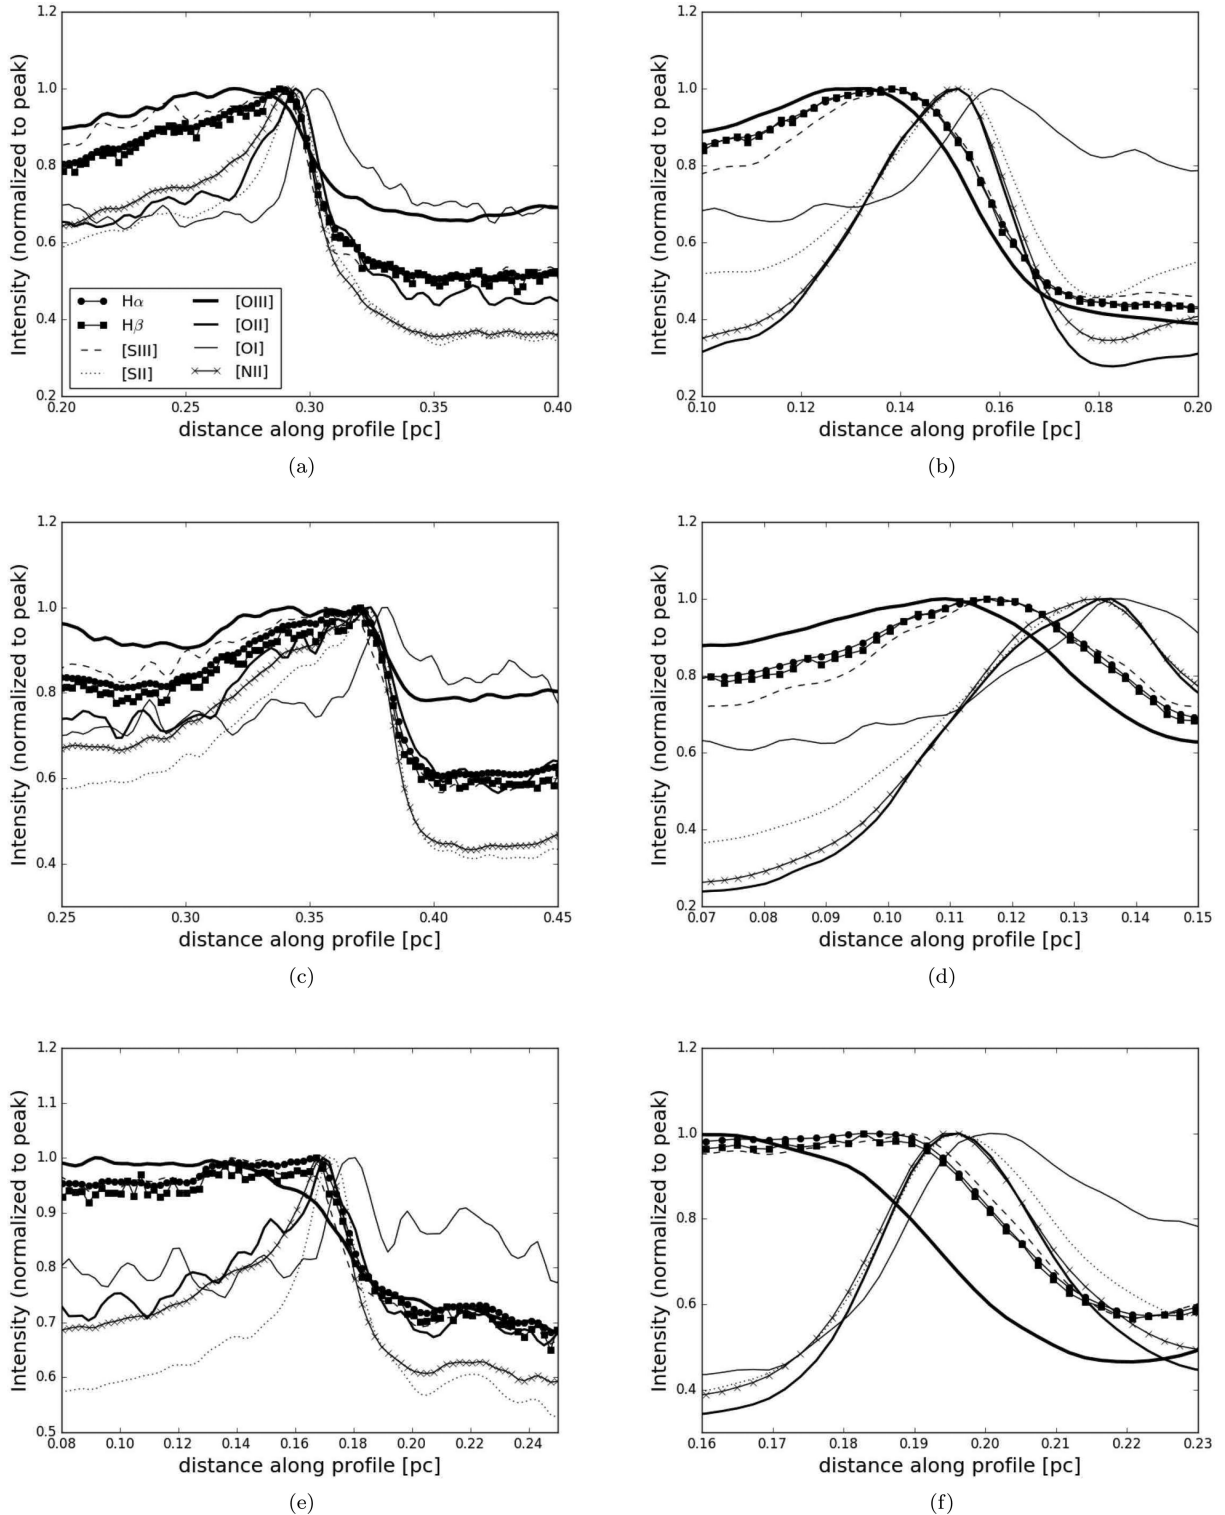 1.2
1.0
0.8
0.6
0.4
0.2
Intensity (normalized to peak)
Hα
Hβ
[SIII]
[SII]
[OIII]
[OII]
[OI]
[NII]
0.20 0.25 0.30 0.35 0.40
distance along profile [pc]
(a)
1.2
1.0
0.8
0.6
0.4
0.2
Intensity (normalized to peak)
0.10 0.12 0.14 0.16 0.18 0.20
distance along profile [pc]
(b)
1.2
1.0
0.8
0.6
0.4
Intensity (normalized to peak)
0.25 0.30 0.35 0.40 0.45
distance along profile [pc]
(c)
1.2
1.0
0.8
0.6
0.4
0.2
Intensity (normalized to peak)
0.07 0.08 0.09 0.10 0.11 0.12 0.13 0.14 0.15
distance along profile [pc]
(d)
1.2
1.1
1.0
0.9
0.8
0.7
0.6
0.5
Intensity (normalized to peak)
0.08 0.10 0.12 0.14 0.16 0.18 0.20 0.22 0.24
distance along profile [pc]
(e)
1.2
1.0
0.8
0.6
0.4
Intensity (normalized to peak)
0.16 0.17 0.18 0.19 0.20 0.21 0.22 0.23
distance along profile [pc]
(f)